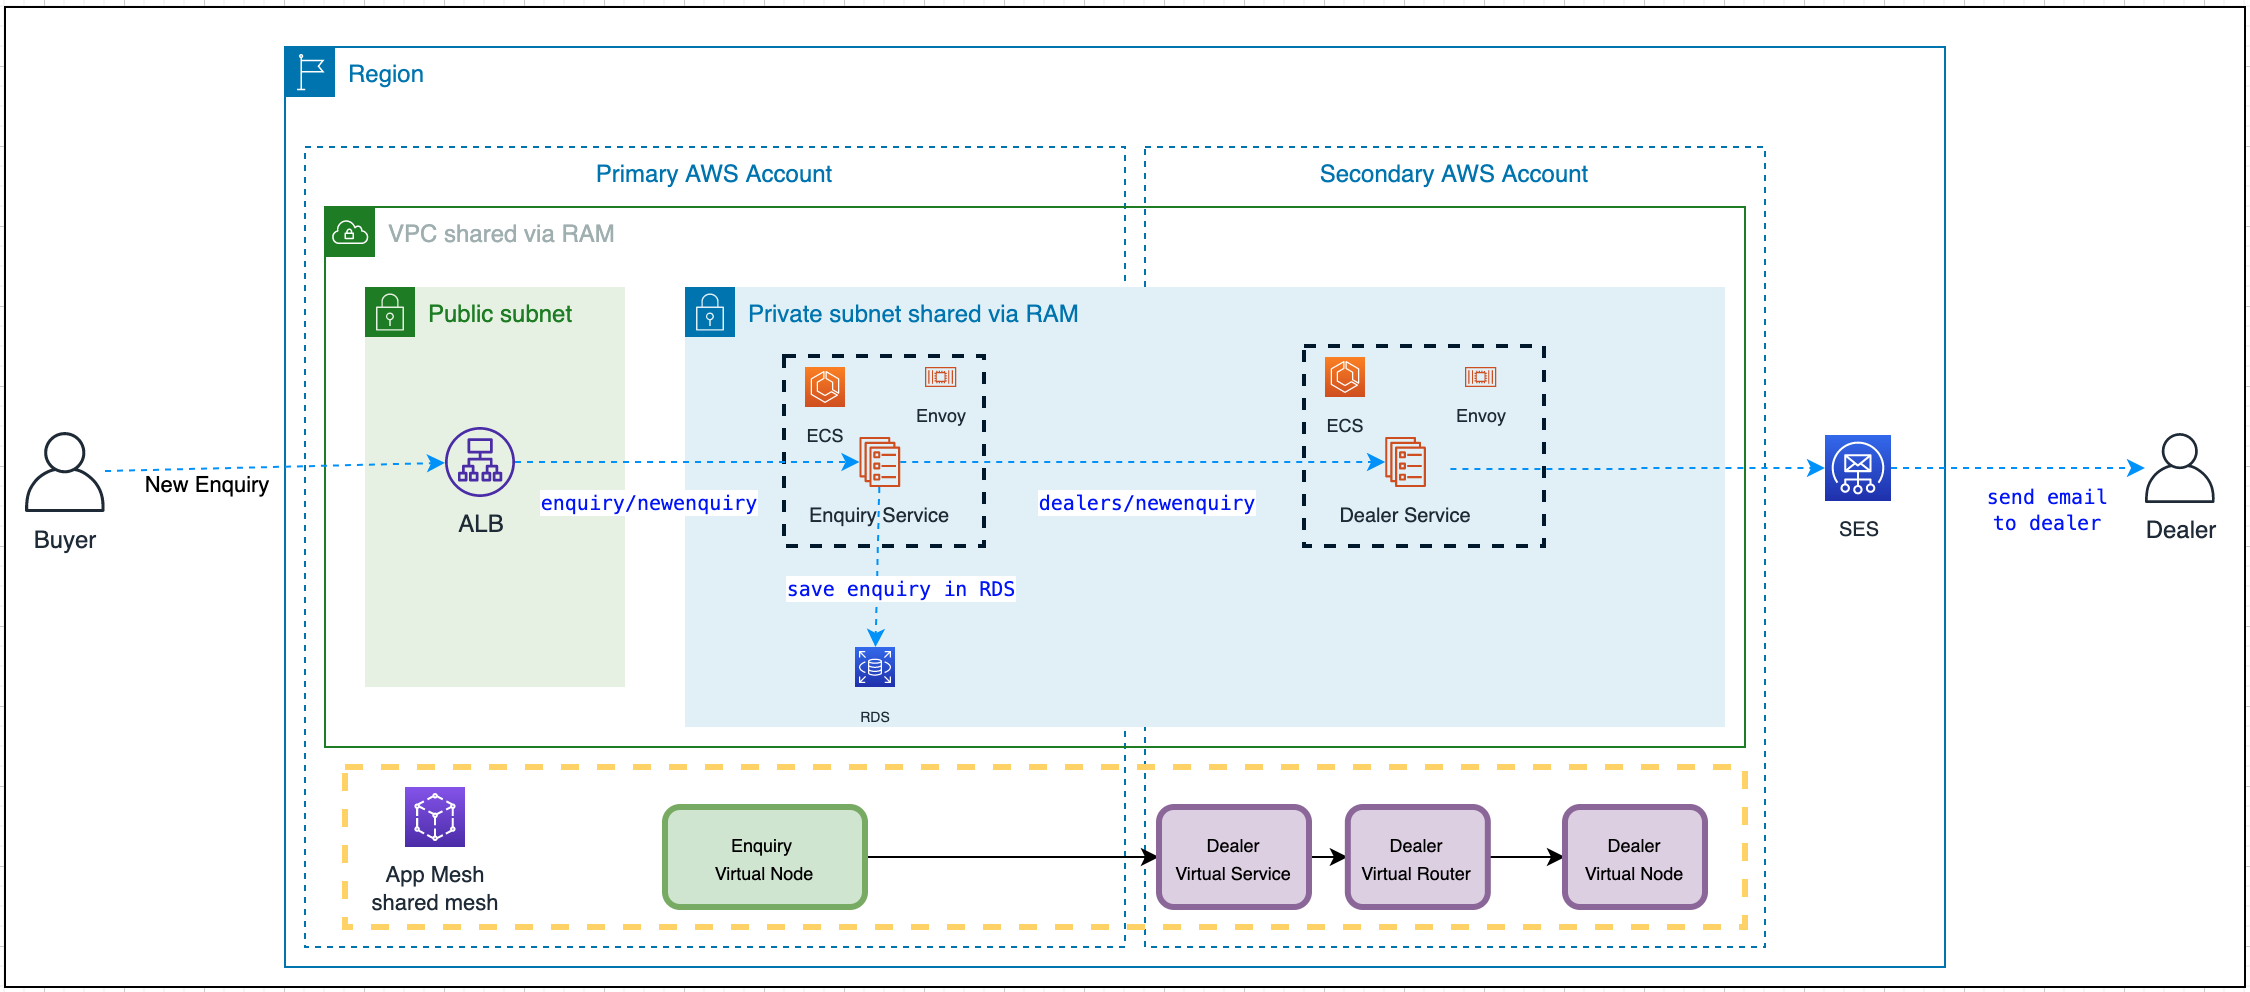 Region
Primary AWS Account
Secondary AWS Account
VPC shared via RAM
Public subnet
Private subnet shared via RAM
ECS
Envoy
ECS
Envoy
New Enquiry
Buyer
ALB
enquiry/newenquiry
Enquiry Service
dealers/newenquiry
Dealer Service
SES
send email
to dealer
Dealer
save enquiry in RDS
RDS
App Mesh
shared mesh
Enquiry
Virtual Node
Dealer
Virtual Service
Dealer
Virtual Router
Dealer
Virtual Node